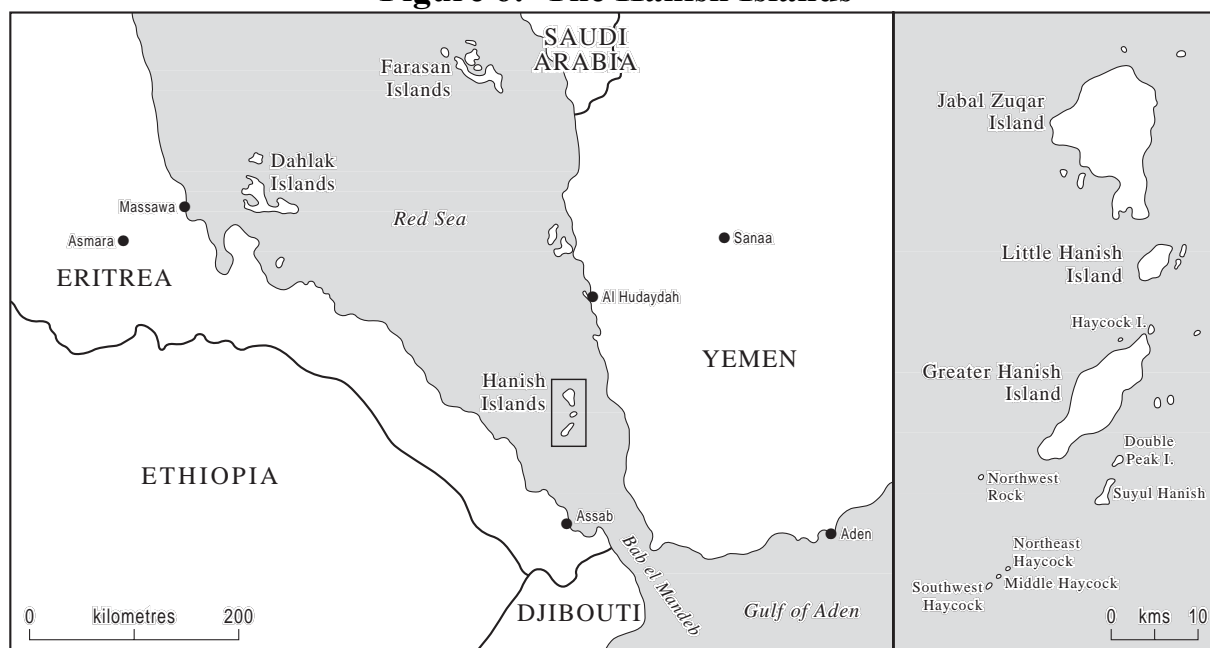 Figure 6: The Hanish Islands
SAUDI
ARABIA
Farasan
Islands
Dahlak
Islands
Massawa
Red Sea
Asmara
Sanaa
ERITREA
Al Hudaydah
YEMEN
Hanish
Islands
ETHIOPIA
Assab
Aden
Bab el Mandeb
DJIBOUTI
Gulf of Aden
0 kilometres 200
Jabal Zuqar
Island
Little Hanish
Island
Haycock I.
Greater Hanish
Island
Double
Peak I.
Northwest
Rock
Suyul Hanish
Northeast
Haycock
Middle Haycock
Southwest
Haycock
0 kms 10